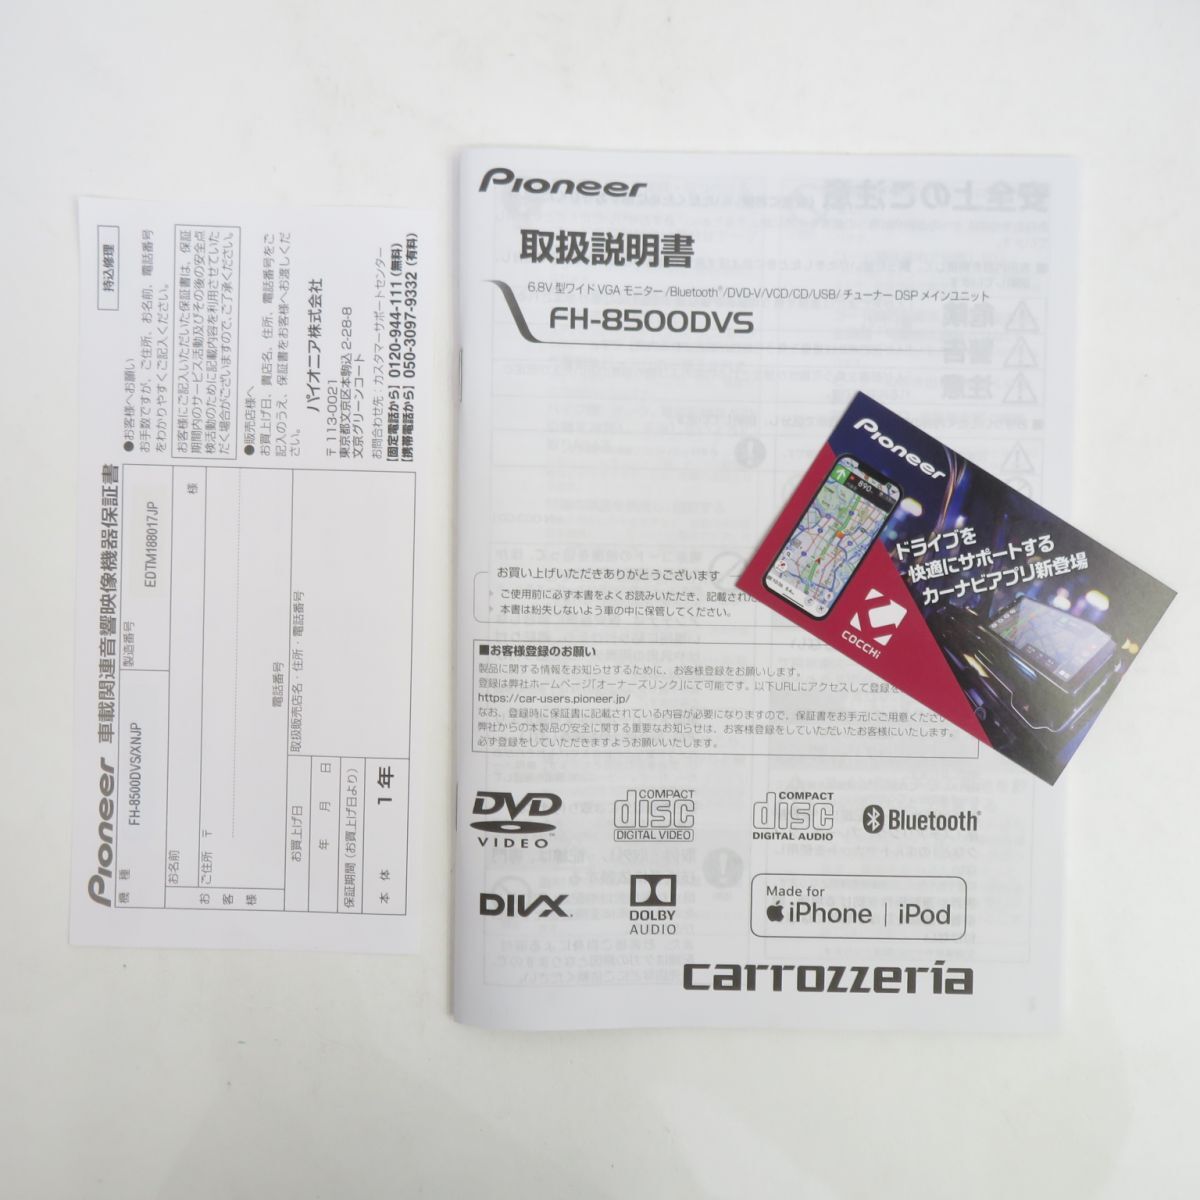 Pioneer 車載関連音響映像機器保証書
持込修理
機種
FH-8500DVS/XNJP
製造番号
EDTM188017JP
お名前
様
お客様
ご住所 〒
電話番号
お買上げ日
年 月 日
取扱販売店名・住所・電話番号
保証期間(お買上げ日より)
本体 1年
●お客様へお願い
お手数ですが、ご住所、お名前、電話番号
をわかりやすくご記入ください。
お客様にご記入いただいた保証書は、保証
期間内のサービス活動及びその後の安全点
検活動のために記載内容を利用させていた
だく場合がございますので、ご了承ください。
●販売店様へ
お買上げ日、貴店名、住所、電話番号をご
記入のうえ、保証書をお客様へお渡しくだ
さい。
パイオニア株式会社
〒113-0021
東京都文京区本駒込2-28-8
文京グリーンコート
お問合わせ先:カスタマーサポートセンター
【固定電話から】0120-944-111(無料)
【携帯電話から】050-3097-9332(有料)
Pioneer
取扱説明書
6.8V型ワイドVGAモニター/Bluetooth®/DVD-V/VCD/CD/USB/チューナーDSPメインユニット
FH-8500DVS
お買い上げいただきありがとうございます
ご使用前に必ず本書をよくお読みいただき、記載された
本書は紛失しないよう車の中に保管してください。
■お客様登録のお願い
製品に関する情報をお知らせするために、お客様登録をお願いします。
登録は弊社ホームページ「オーナーズリンク」にて可能です。以下URLにアクセスして登録を
https://car-users.pioneer.jp/
なお、登録時に保証書に記載されている内容が必要になりますので、保証書をお手元にご用意ください
弊社からの本製品の安全に関する重要なお知らせは、お客様登録をしていただいたお客様にいたします。
必ず登録をしていただきますようお願いいたします。
DVD
VIDEO
COMPACT
disc
DIGITAL VIDEO
COMPACT
disc
DIGITAL AUDIO
Bluetooth®
DIVX.
DOLBY
AUDIO
Made for
iPhone | iPod
carrozzeria
Pioneer
ドライブを
快適にサポートする
カーナビアプリ新登場
COCCHi